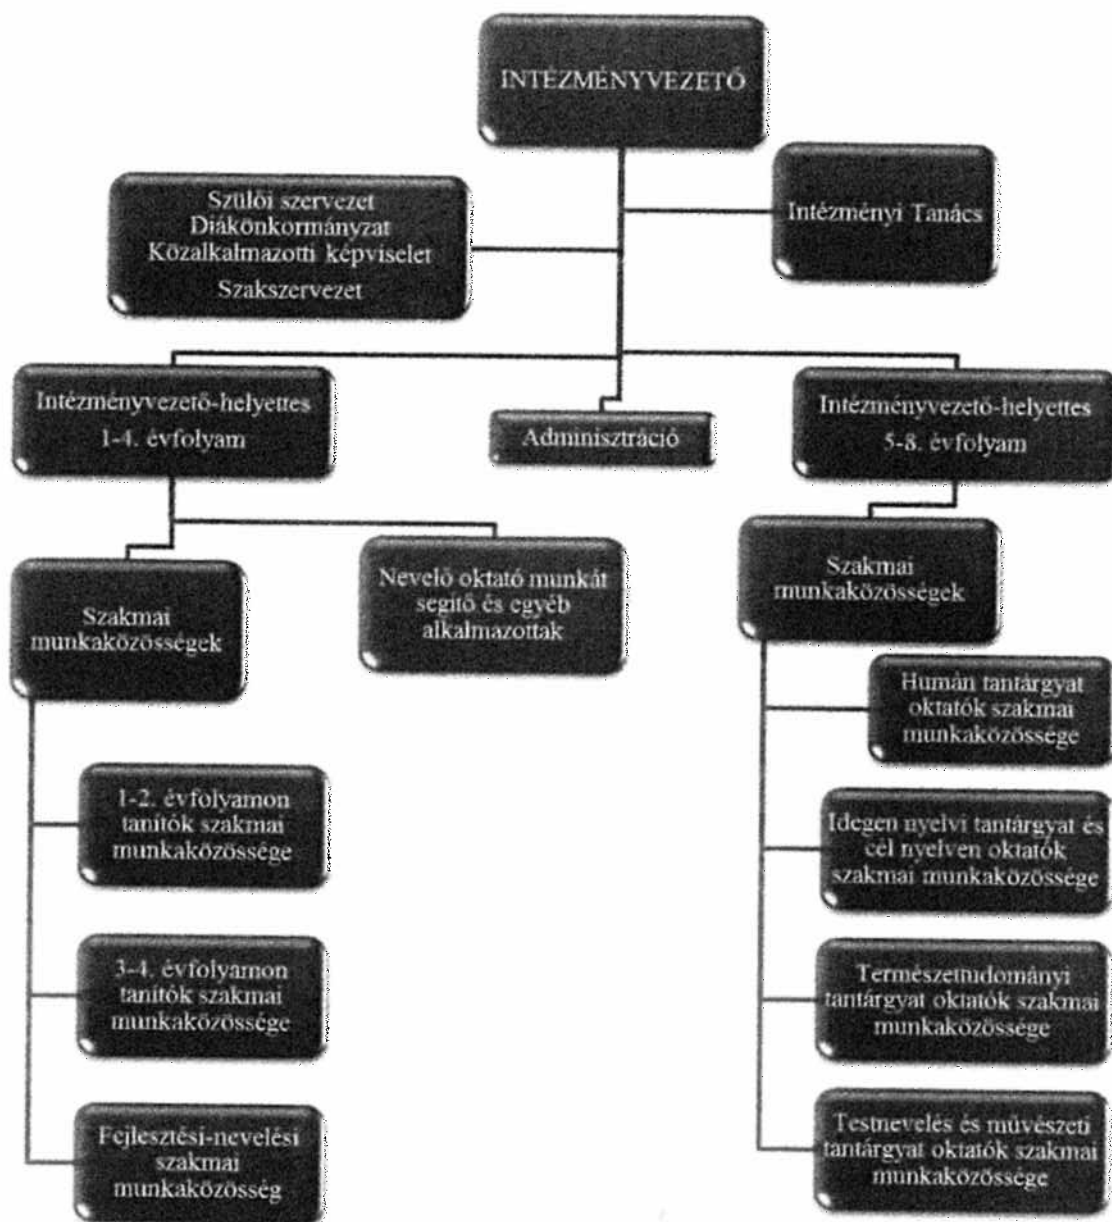 INTÉZMÉNYVEZETŐ
Szülői szervezet
Diákönkormányzat
Közalkalmazotti képviselet
Szakszervezet
Intézményi Tanács
Intézményvezető-helyettes
1-4. évfolyam
Adminisztráció
Intézményvezető-helyettes
5-8. évfolyam
Szakmai
munkaközösségek
Nevelő oktató munkát
segítő és egyéb
alkalmazottak
Szakmai
munkaközösségek
1-2. évfolyamon
tanítók szakmai
munkaközössége
3-4. évfolyamon
tanítók szakmai
munkaközössége
Fejlesztési-nevelési
szakmai
munkaközösség
Humán tantárgyat
oktatók szakmai
munkaközössége
Idegen nyelvi tantárgyat és
cél nyelven oktatók
szakmai munkaközössége
Természettudományi
tantárgyat oktatók szakmai
munkaközössége
Testnevelés és művészeti
tantárgyat oktatók szakmai
munkaközössége